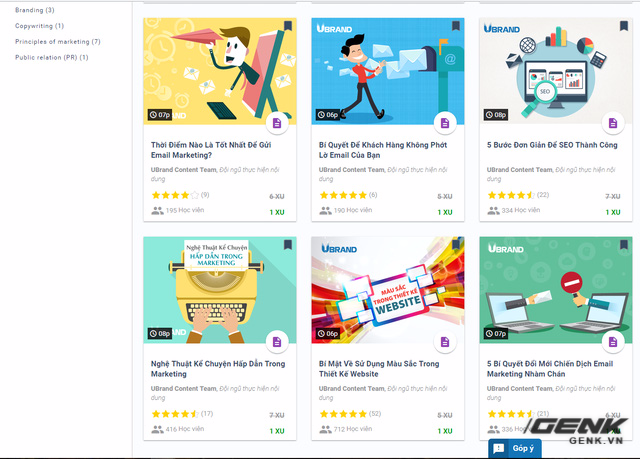 Branding (3)
Copywriting (1)
Principles of marketing (7)
Public relation (PR) (1)
BRAND
07p
Thời Điểm Nào Là Tốt Nhất Để Gửi
Email Marketing?
UBrand Content Team, Đội ngũ thực hiện nội
dung
(9)
6 XU
195 Học viên
1 XU
UBRAND
@
06p
Bí Quyết Để Khách Hàng Không Phớt
Lờ Email Của Bạn
UBrand Content Team, Đội ngũ thực hiện nội
dung
(6)
5 XU
190 Học viên
1 XU
UBRAND
SEO
08p
5 Bước Đơn Giản Để SEO Thành Công
UBrand Content Team, Đội ngũ thực hiện nội
dung
(22)
7 XU
334 Học viên
1 XU
Nghệ Thuật Kể Chuyện
HẤP DẪN TRONG
MARKETING
08p
Nghệ Thuật Kể Chuyện Hấp Dẫn Trong
Marketing
UBrand Content Team, Đội ngũ thực hiện nội
dung
(17)
7 XU
416 Học viên
1 XU
UBRAND
MÀU SẮC
TRONG THIẾT KẾ
WEBSITE
06p
Bí Mật Về Sử Dụng Màu Sắc Trong
Thiết Kế Website
UBrand Content Team, Đội ngũ thực hiện nội
dung
(52)
5 XU
712 Học viên
1 XU
UBRAND
07p
5 Bí Quyết Đổi Mới Chiến Dịch Email
Marketing Nhàm Chán
UBrand Content Team, Đội ngũ thực hiện nội
dung
(21)
6 XU
336 Học viên
1 XU
GENK
GENK.VN
Góp ý